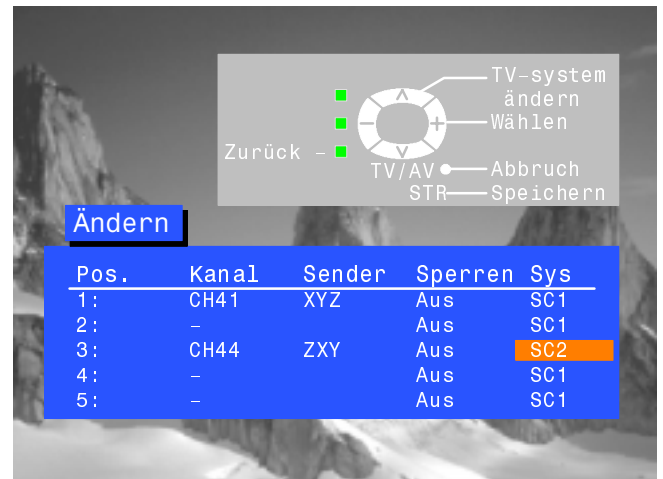 TV-system
ändern
Wählen
Zurück -
TV/AV Abbruch
STR Speichern
Ändern
Pos. Kanal Sender Sperren Sys
1: CH41 XYZ Aus SC1
2: - Aus SC1
3: CH44 ZXY Aus SC2
4: - Aus SC1
5: - Aus SC1